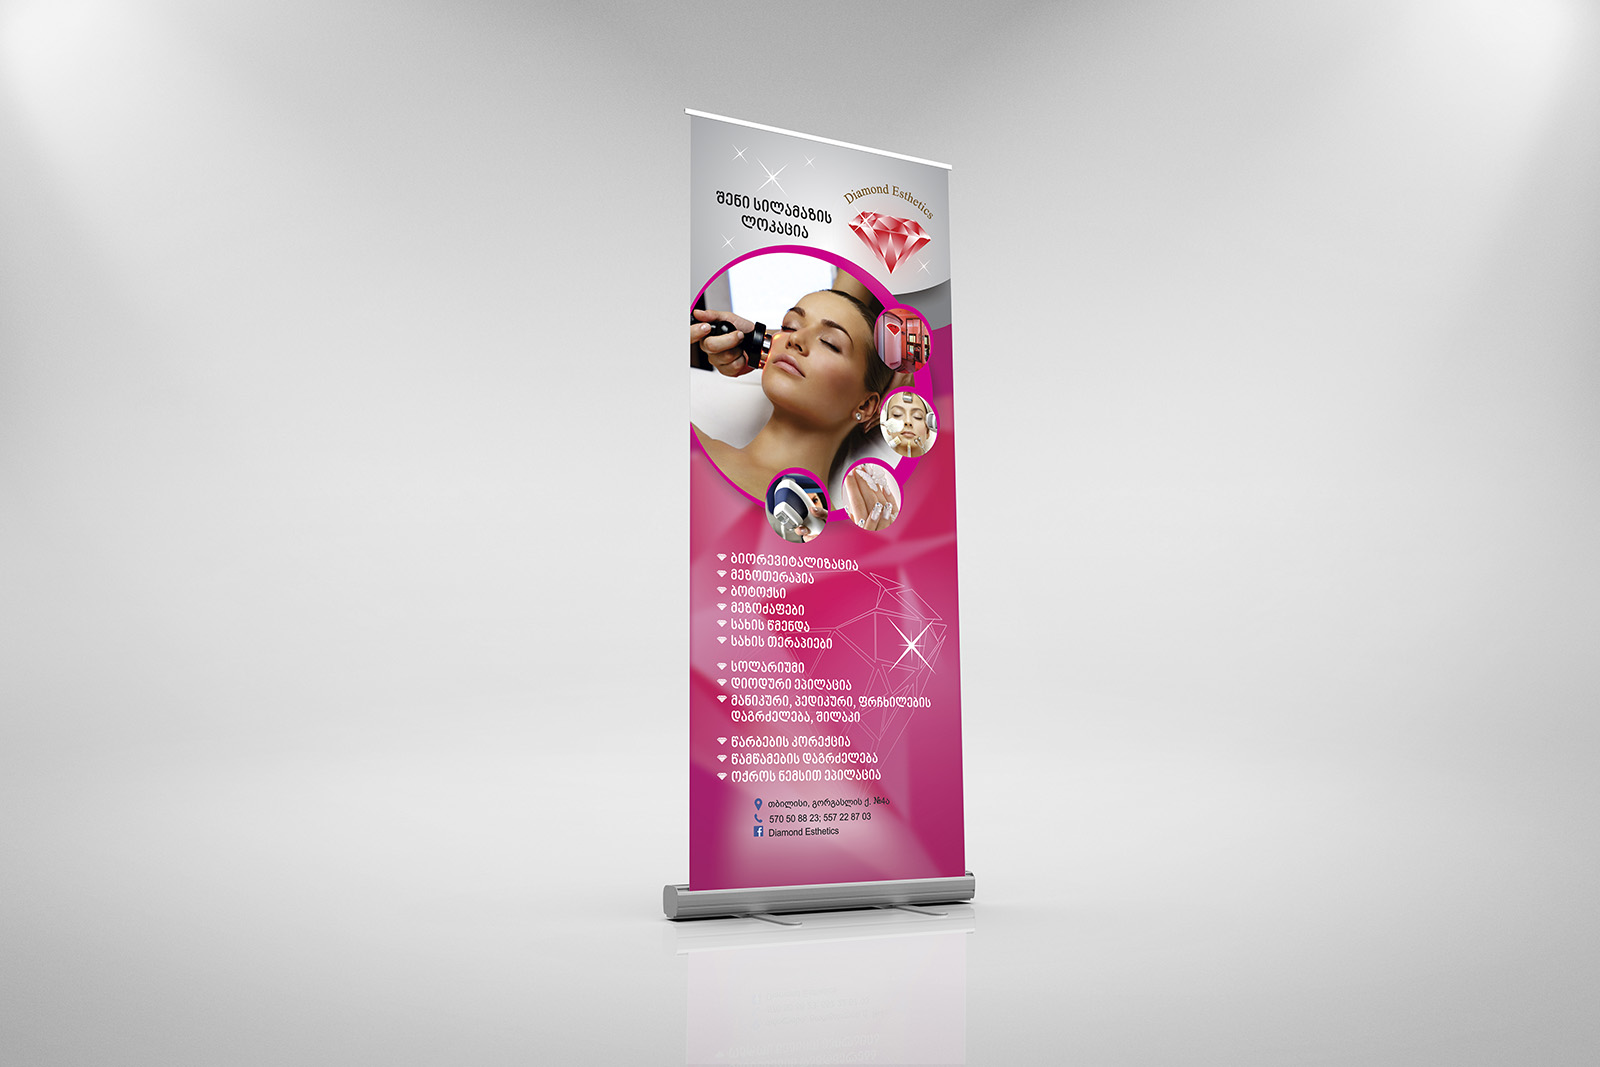 შენი სილამაზის
ლოკაცია
Diamond Esthetics
ბიორევიტალიზაცია
მეზოთერაპია
ბოტოქსი
მეზოძაფები
სახის წმენდა
სახის თერაპიები
სოლარიუმი
დიოდური ეპილაცია
მანიკური, პედიკური, ფრჩხილების
დაგრძელება, შილაკი
წარბების კორექცია
წამწამების დაგრძელება
ოქროს ნემსით ეპილაცია
თბილისი, გორგასლის ქ.
570 50 88 23; 557 22 87 03
Diamond Esthetics